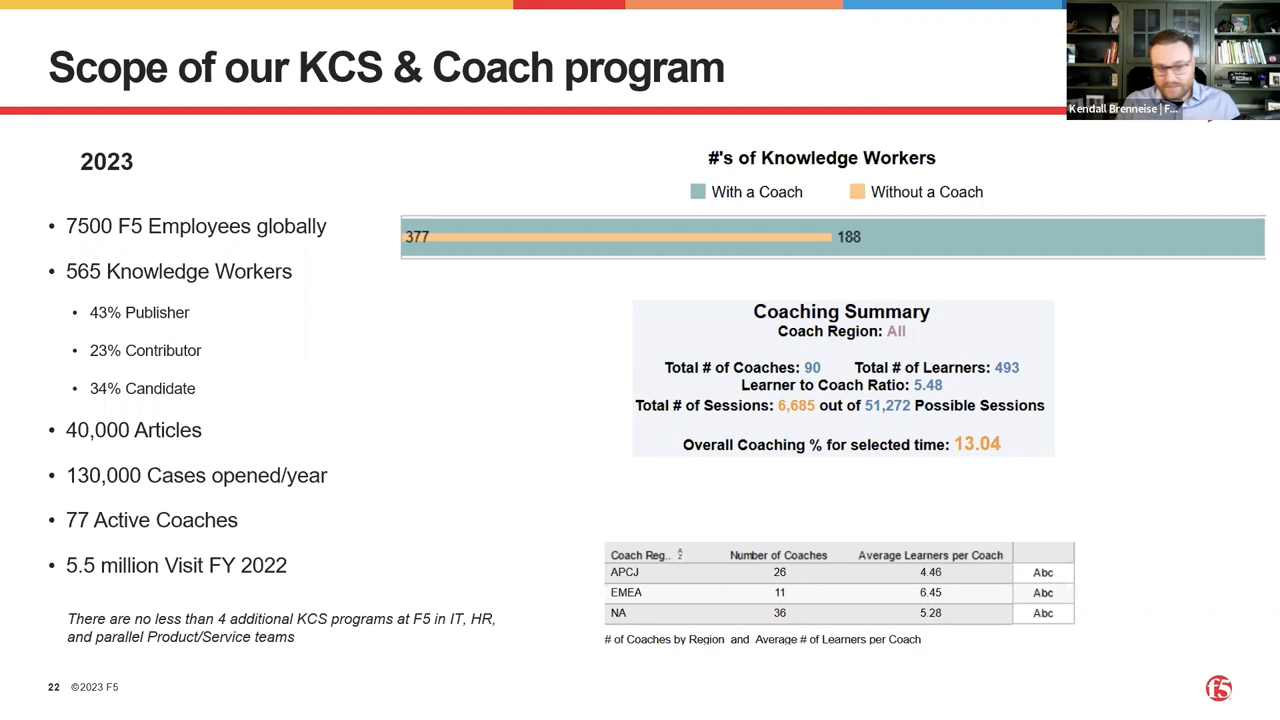 Scope of our KCS & Coach program
Kendall Brenneise | F...
2023
• 7500 F5 Employees globally
• 565 Knowledge Workers
• 43% Publisher
• 23% Contributor
• 34% Candidate
• 40,000 Articles
• 130,000 Cases opened/year
• 77 Active Coaches
• 5.5 million Visit FY 2022
There are no less than 4 additional KCS programs at F5 in IT, HR,
and parallel Product/Service teams
#'s of Knowledge Workers
With a Coach Without a Coach
377 188
Coaching Summary
Coach Region: All
Total # of Coaches: 90 Total # of Learners: 493
Learner to Coach Ratio: 5.48
Total # of Sessions: 6,685 out of 51,272 Possible Sessions
Overall Coaching % for selected time: 13.04
Coach Reg.. Number of Coaches Average Learners per Coach
APCJ 26 4.46 Abc
EMEA 11 6.45 Abc
NA 36 5.28 Abc
# of Coaches by Region and Average # of Learners per Coach
22 ©2023 F5
f5